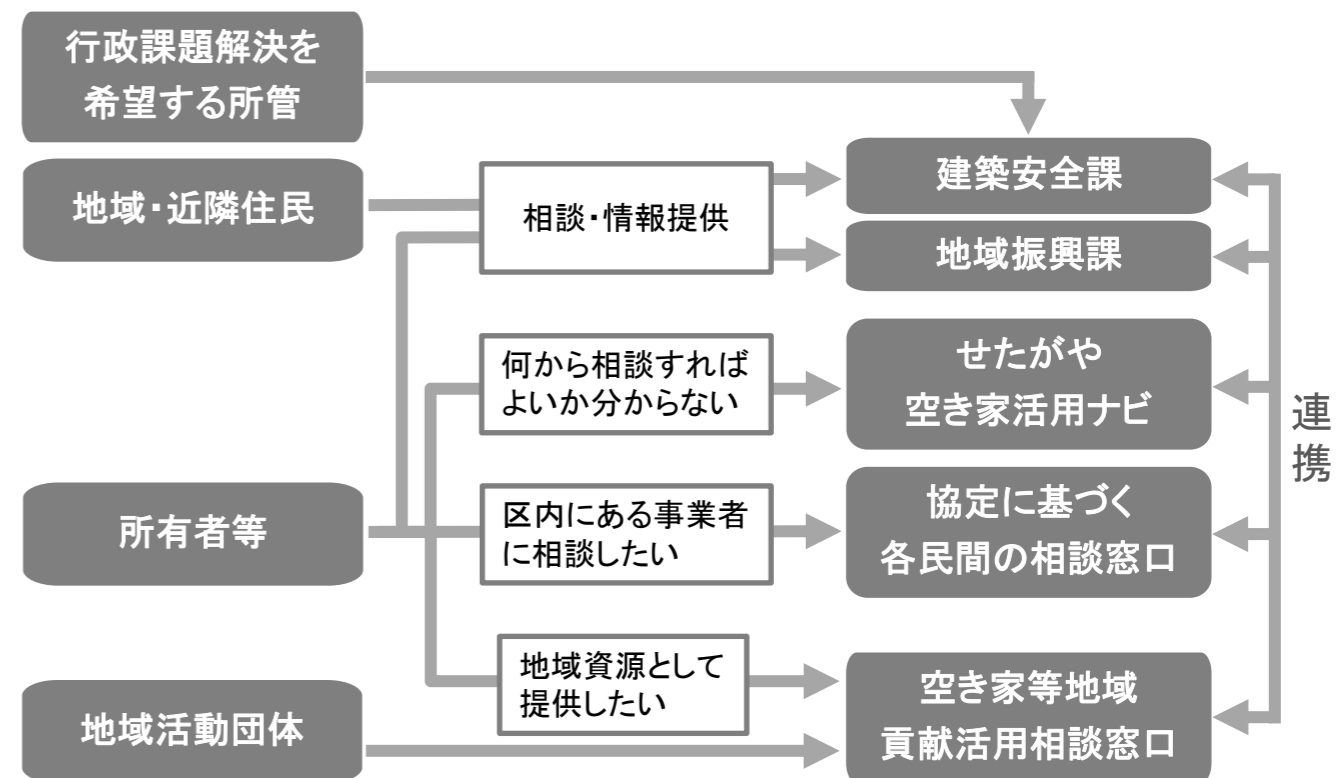 行政課題解決を
希望する所管
地域・近隣住民
所有者等
地域活動団体
相談・情報提供
何から相談すれば
よいか分からない
区内にある事業者
に相談したい
地域資源として
提供したい
建築安全課
地域振興課
せたがや
空き家活用ナビ
協定に基づく
各民間の相談窓口
空き家等地域
貢献活用相談窓口
連携